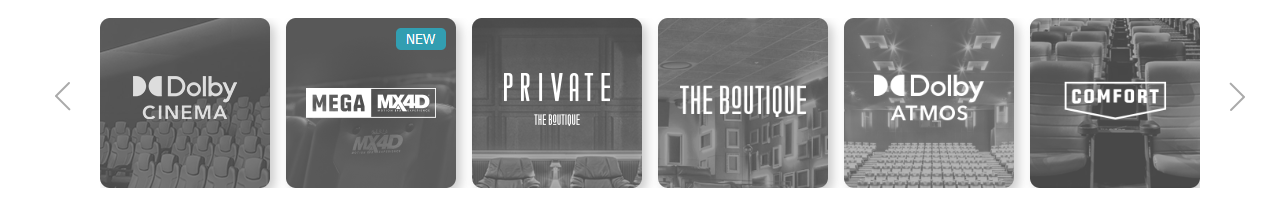 Dolby
CINEMA
NEW
MEGA MX4D
MX4D
PRIVATE
THE BOUTIQUE
THE BOUTIQUE
Dolby
ATMOS
COMFORT